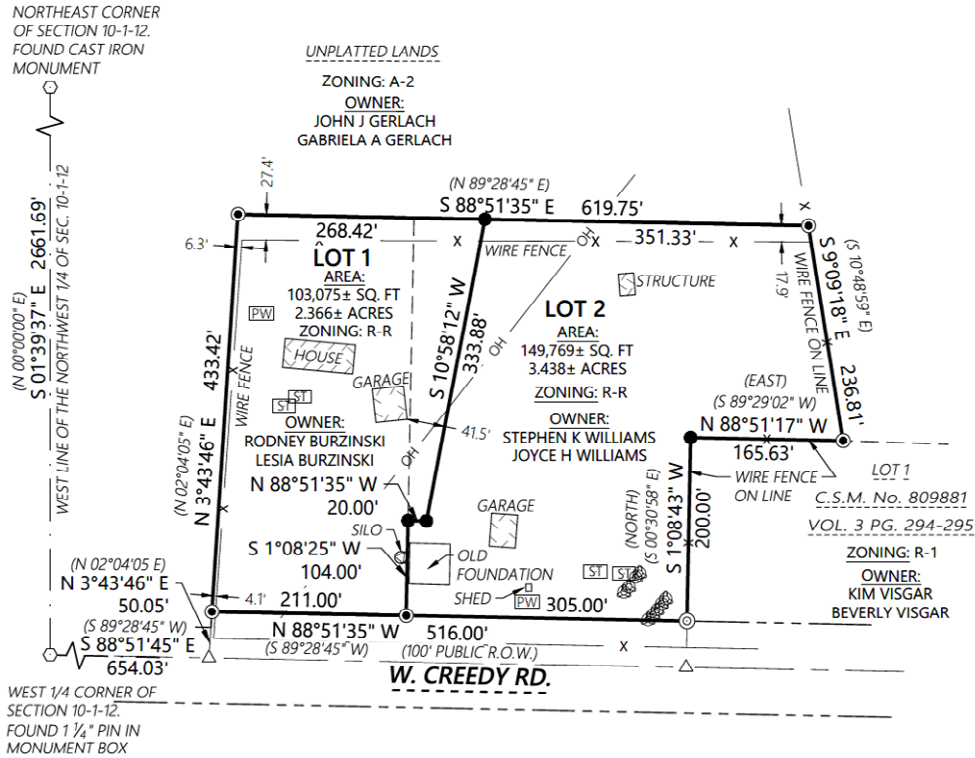 NORTHEAST CORNER
OF SECTION 10-1-12.
FOUND CAST IRON
MONUMENT
UNPLATTED LANDS
ZONING: A-2
OWNER:
JOHN J GERLACH
GABRIELA A GERLACH
(N 00°00'00" E)
S 01°39'37" E 2661.69'
WEST LINE OF THE NORTHWEST 1/4 OF SEC. 10-1-12
27.4'
(N 89°28'45" E)
S 88°51'35" E 619.75'
268.42'
X
WIRE FENCE
OH
X
351.33'
X
X
6.3'
LOT 1
AREA:
103,075± SQ. FT
2.366± ACRES
ZONING: R-R
PW
HOUSE
GARAGE
ST
ST
OWNER:
RODNEY BURZINSKI
LESIA BURZINSKI
433.42'
WIRE FENCE
X
X
(N 02°04'05" E)
N 3°43'46" E
S 10°58'12" W
333.88'
OH
OH
41.5'
N 88°51'35" W
20.00'
SILO
S 1°08'25" W
104.00'
OLD
FOUNDATION
LOT 2
AREA:
149,769± SQ. FT
3.438± ACRES
ZONING: R-R
OWNER:
STEPHEN K WILLIAMS
JOYCE H WILLIAMS
STRUCTURE
17.9'
WIRE FENCE ON LINE
X
S 9°09'18" E
(S 10°48'59" E)
236.81'
(EAST)
(S 89°29'02" W)
N 88°51'17" W
X
165.63'
WIRE FENCE
ON LINE
(NORTH)
(S 00°30'58" E)
S 1°08'43" W
X
200.00'
GARAGE
ST
ST
SHED
PW
305.00'
LOT 1
C.S.M. No. 809881
VOL. 3 PG. 294-295
ZONING: R-1
OWNER:
KIM VISGAR
BEVERLY VISGAR
(N 02°04'05 E)
N 3°43'46" E
50.05'
(S 89°28'45" W)
S 88°51'45" E
654.03'
4.1'
211.00'
N 88°51'35" W 516.00'
(S 89°28'45" W)
(100' PUBLIC R.O.W.)
X
W. CREEDY RD.
WEST 1/4 CORNER OF
SECTION 10-1-12.
FOUND 1 ¼" PIN IN
MONUMENT BOX